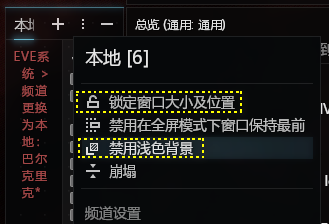 本地
总览 (通用: 通用)
EVE系
统 >
频道
更换
为本
地:
巴尔
克里
克*
本地 [6]
锁定窗口大小及位置
禁用在全屏模式下窗口保持最前
禁用浅色背景
崩塌
频道设置